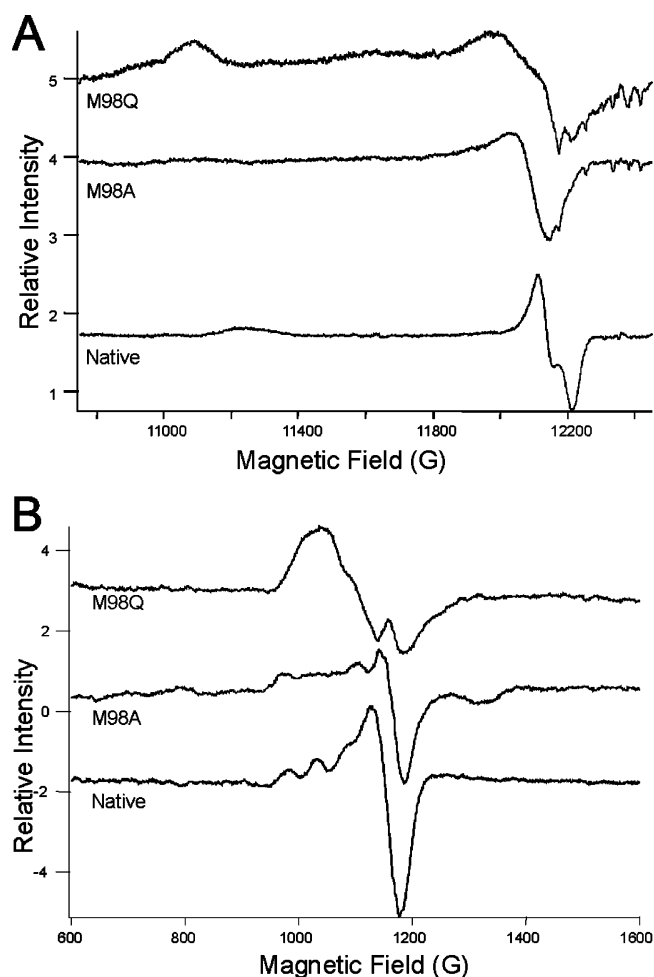 A
5
M98Q
4
M98A
3
2
Native
1
Relative Intensity
11000
11400
11800
12200
Magnetic Field (G)
B
4
M98Q
2
M98A
0
Native
-2
-4
Relative Intensity
600
800
1000
1200
1400
1600
Magnetic Field (G)